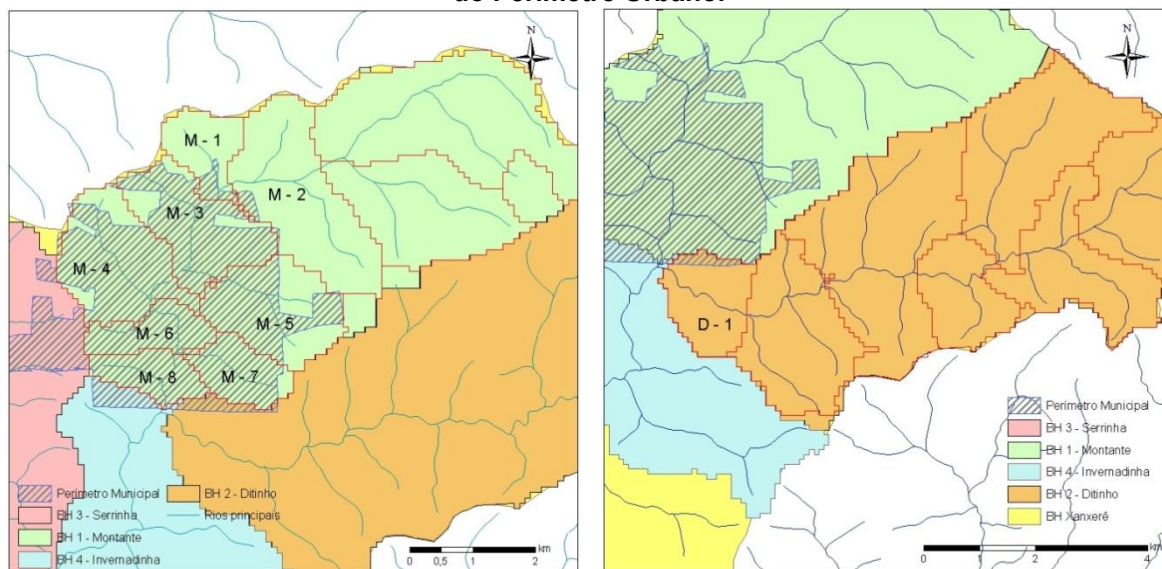 do Perímetro Urbano.
N
M - 1
M - 2
M - 3
M - 4
M - 6
M - 5
M - 8
M - 7
Perímetro Municipal
BH 2 - Ditinho
BH 3 - Serrinha
Rios principais
BH 1 - Montante
BH 4 - Invernadinha
km
0 0,5 1 2
N
D - 1
Perímetro Municipal
BH 3 - Serrinha
BH 1 - Montante
BH 4 - Invernadinha
BH 2 - Ditinho
BH Xanxerê
km
0 2 4